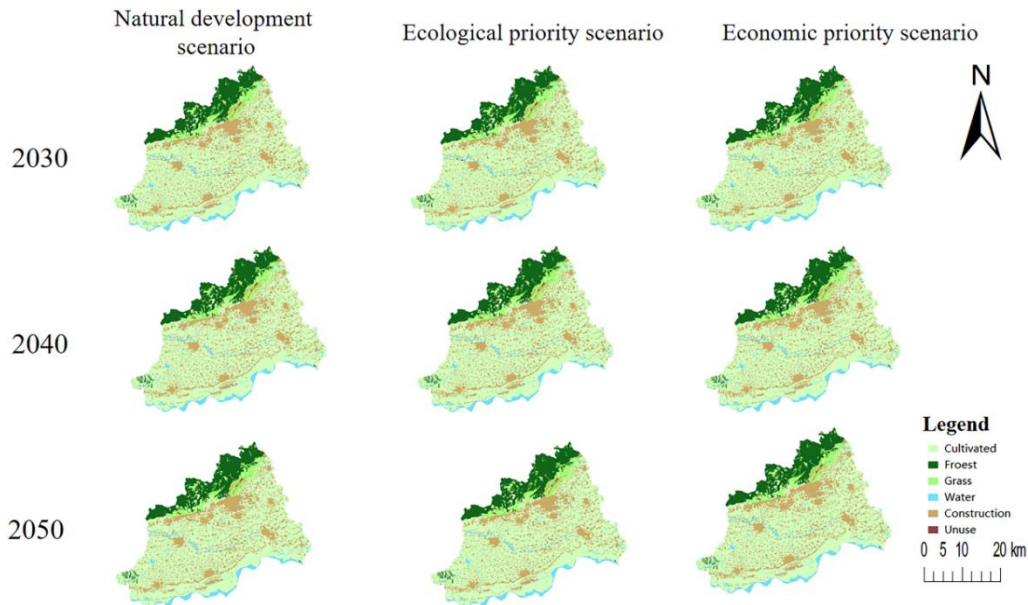 Natural development
scenario
Ecological priority scenario
Economic priority scenario
N
2030
2040
2050
Legend
Cultivated
Froest
Grass
Water
Construction
Unuse
0 5 10 20 km